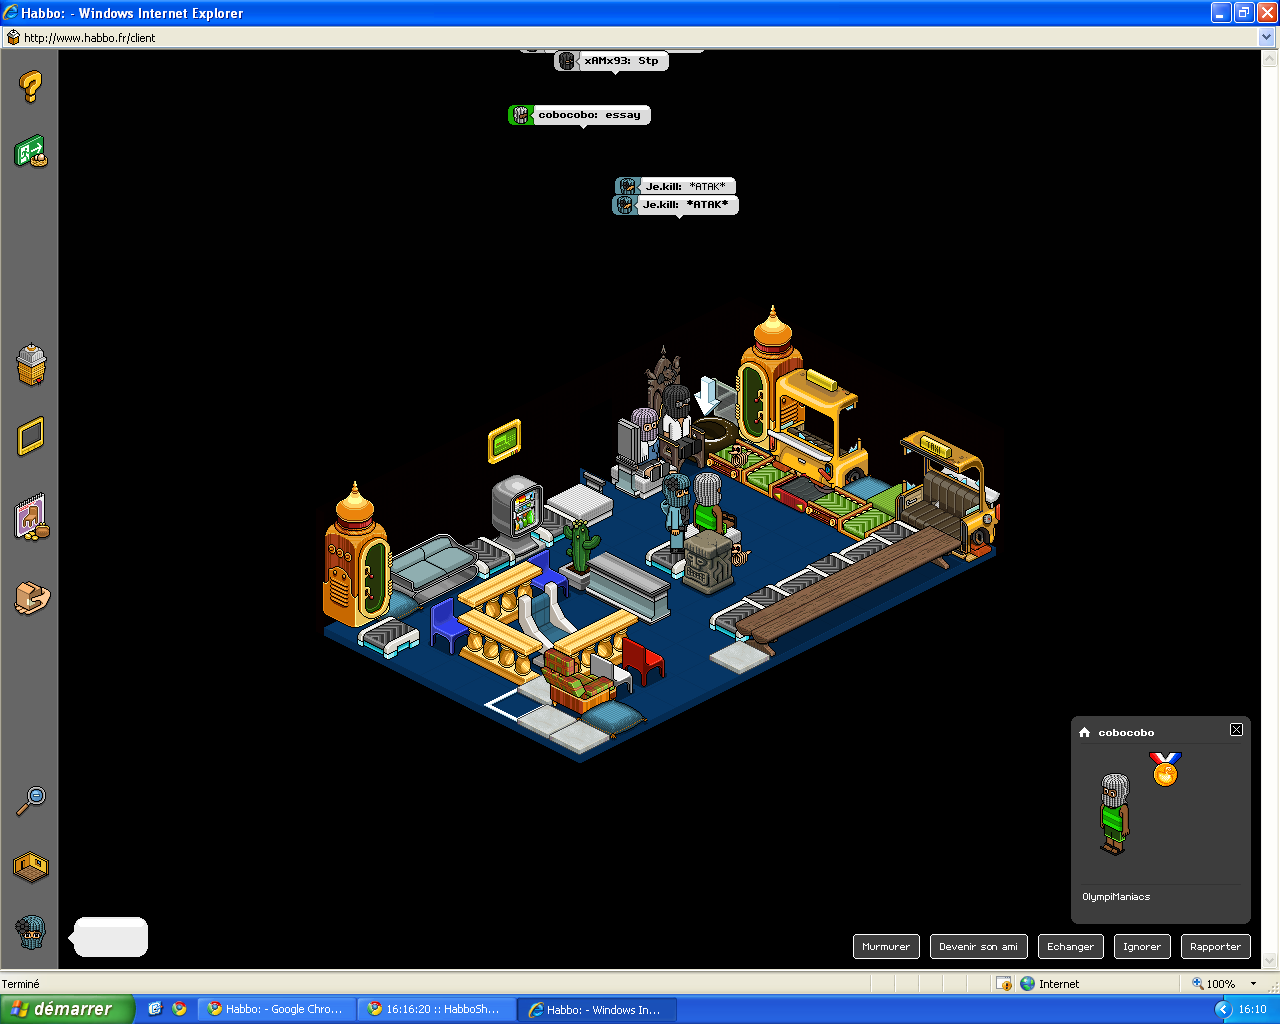 Habbo: - Windows Internet Explorer
http://www.habbo.fr/client
xAMx93: Stp
cobocobo: essay
Je.kill: *ATAK*
Je.kill: *ATAK*
TAXI
cobocobo
OlympiManiacs
Murmurer
Devenir son ami
Echanger
Ignorer
Rapporter
Terminé
Internet
100%
démarrer
Habbo: - Google Chro...
16:16:20 :: HabboSh...
Habbo: - Windows In...
16:10